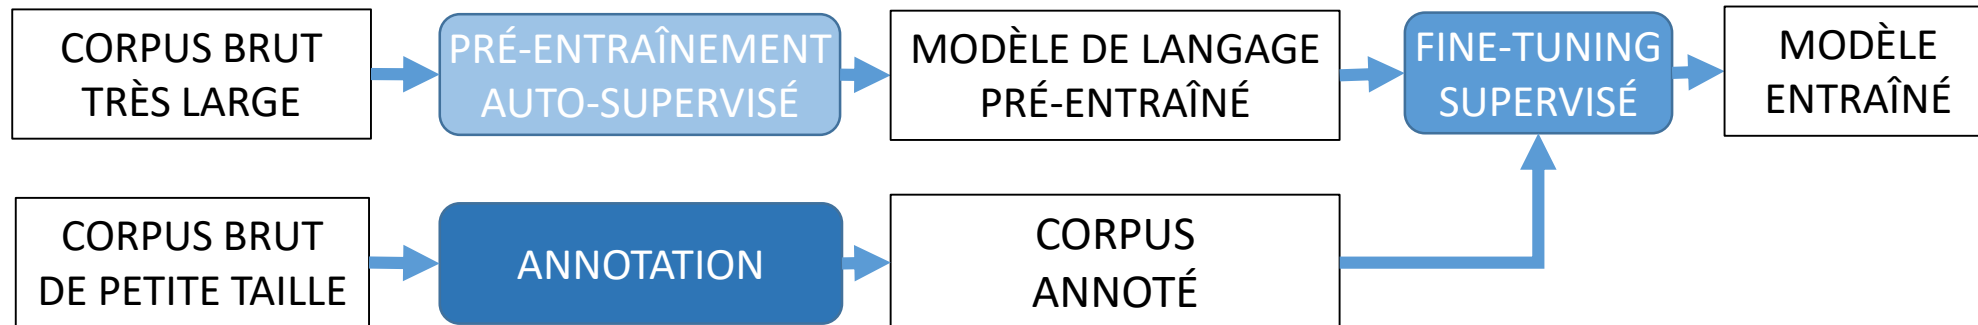 CORPUS BRUT
TRÈS LARGE
PRÉ-ENTRAÎNEMENT
AUTO-SUPERVISÉ
MODÈLE DE LANGAGE
PRÉ-ENTRAÎNÉ
FINE-TUNING
SUPERVISÉ
MODÈLE
ENTRAÎNÉ
CORPUS BRUT
DE PETITE TAILLE
ANNOTATION
CORPUS
ANNOTÉ